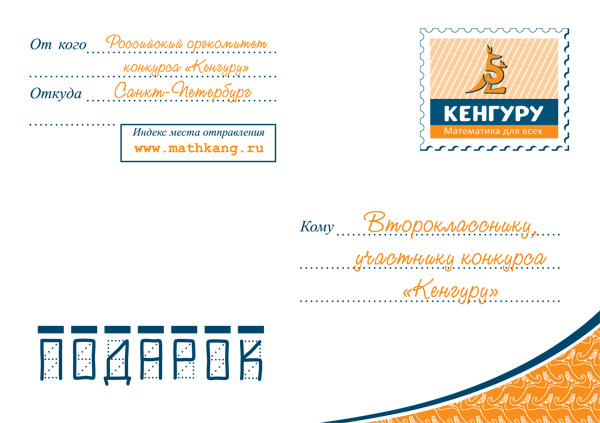 От кого Российский оргкомитет
конкурса «Кенгуру»
Откуда Санкт-Петербург
Индекс места отправления
www.mathkang.ru
КЕНГУРУ
Математика для всех
Кому Второкласснику,
участнику конкурса
«Кенгуру»
ПОДАРОК